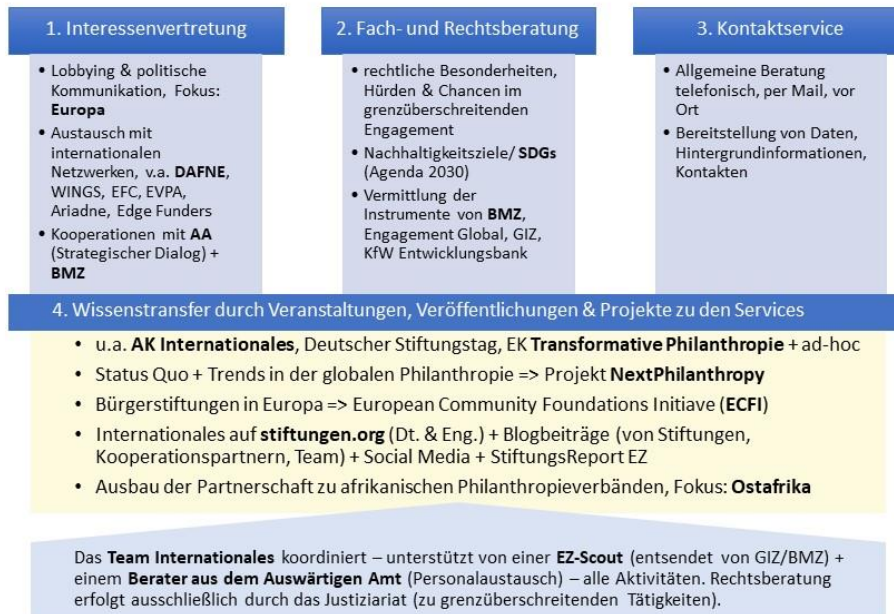 1. Interessenvertretung
• Lobbying & politische
Kommunikation, Fokus:
Europa
• Austausch mit
internationalen
Netzwerken, v.a. DAFNE,
WINGS, EFC, EVPA,
Ariadne, Edge Funders
• Kooperationen mit AA
(Strategischer Dialog) +
BMZ
2. Fach- und Rechtsberatung
• rechtliche Besonderheiten,
Hürden & Chancen im
grenzüberschreitenden
Engagement
• Nachhaltigkeitsziele/ SDGs
(Agenda 2030)
• Vermittlung der
Instrumente von BMZ,
Engagement Global, GIZ,
KfW Entwicklungsbank
3. Kontaktservice
• Allgemeine Beratung
telefonisch, per Mail, vor
Ort
• Bereitstellung von Daten,
Hintergrundinformationen,
Kontakten
4. Wissenstransfer durch Veranstaltungen, Veröffentlichungen & Projekte zu den Services
• u.a. AK Internationales, Deutscher Stiftungstag, EK Transformative Philanthropie + ad-hoc
• Status Quo + Trends in der globalen Philanthropie => Projekt NextPhilanthropy
• Bürgerstiftungen in Europa => European Community Foundations Initiave (ECFI)
• Internationales auf stiftungen.org (Dt. & Eng.) + Blogbeiträge (von Stiftungen,
Kooperationspartnern, Team) + Social Media + StiftungsReport EZ
• Ausbau der Partnerschaft zu afrikanischen Philanthropieverbänden, Fokus: Ostafrika
Das Team Internationales koordiniert – unterstützt von einer EZ-Scout (entsendet von GIZ/BMZ) +
einem Berater aus dem Auswärtigen Amt (Personalaustausch) – alle Aktivitäten. Rechtsberatung
erfolgt ausschließlich durch das Justiziariat (zu grenzüberschreitenden Tätigkeiten).